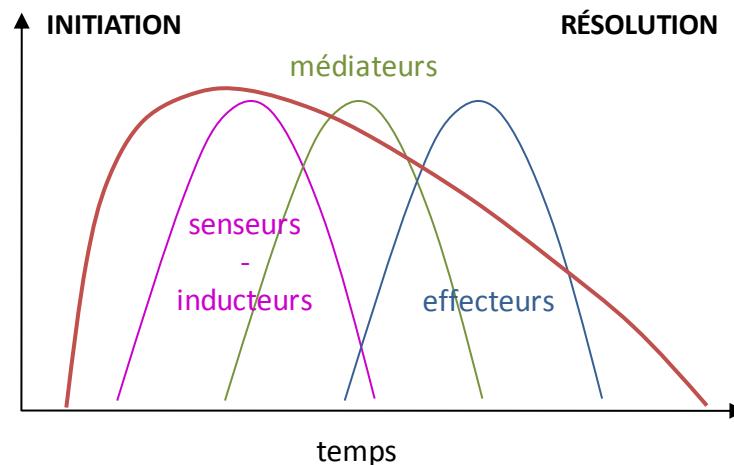 INITIATION
RÉSOLUTION
médiateurs
senseurs
-
inducteurs
effecteurs
temps